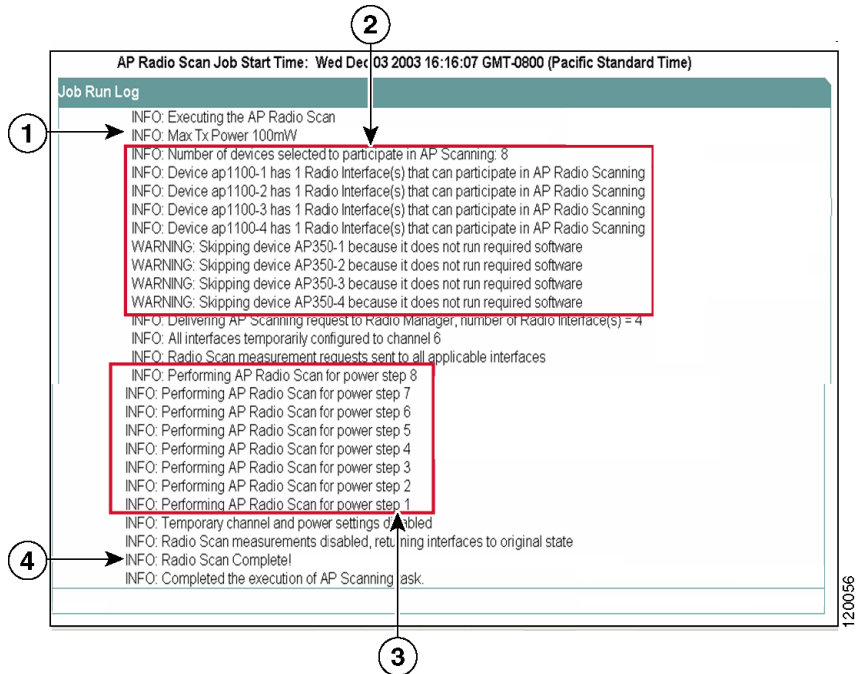 2
AP Radio Scan Job Start Time: Wed Dec 03 2003 16:16:07 GMT-0800 (Pacific Standard Time)
Job Run Log
INFO: Executing the AP Radio Scan
1
INFO: Max Tx Power 100mW
INFO: Number of devices selected to participate in AP Scanning: 8
INFO: Device ap1100-1 has 1 Radio Interface(s) that can participate in AP Radio Scanning
INFO: Device ap1100-2 has 1 Radio Interface(s) that can participate in AP Radio Scanning
INFO: Device ap1100-3 has 1 Radio Interface(s) that can participate in AP Radio Scanning
INFO: Device ap1100-4 has 1 Radio Interface(s) that can participate in AP Radio Scanning
WARNING: Skipping device AP350-1 because it does not run required software
WARNING: Skipping device AP350-2 because it does not run required software
WARNING: Skipping device AP350-3 because it does not run required software
WARNING: Skipping device AP350-4 because it does not run required software
INFO: Delivering AP Scanning request to Radio Manager, number of Radio Interface(s) = 4
INFO: All interfaces temporarily configured to channel 6
INFO: Radio Scan measurement requests sent to all applicable interfaces
INFO: Performing AP Radio Scan for power step 8
INFO: Performing AP Radio Scan for power step 7
INFO: Performing AP Radio Scan for power step 6
INFO: Performing AP Radio Scan for power step 5
INFO: Performing AP Radio Scan for power step 4
INFO: Performing AP Radio Scan for power step 3
INFO: Performing AP Radio Scan for power step 2
INFO: Performing AP Radio Scan for power step 1
INFO: Temporary channel and power settings disabled
INFO: Radio Scan measurements disabled, returning interfaces to original state
4
INFO: Radio Scan Complete!
INFO: Completed the execution of AP Scanning task.
120056
3